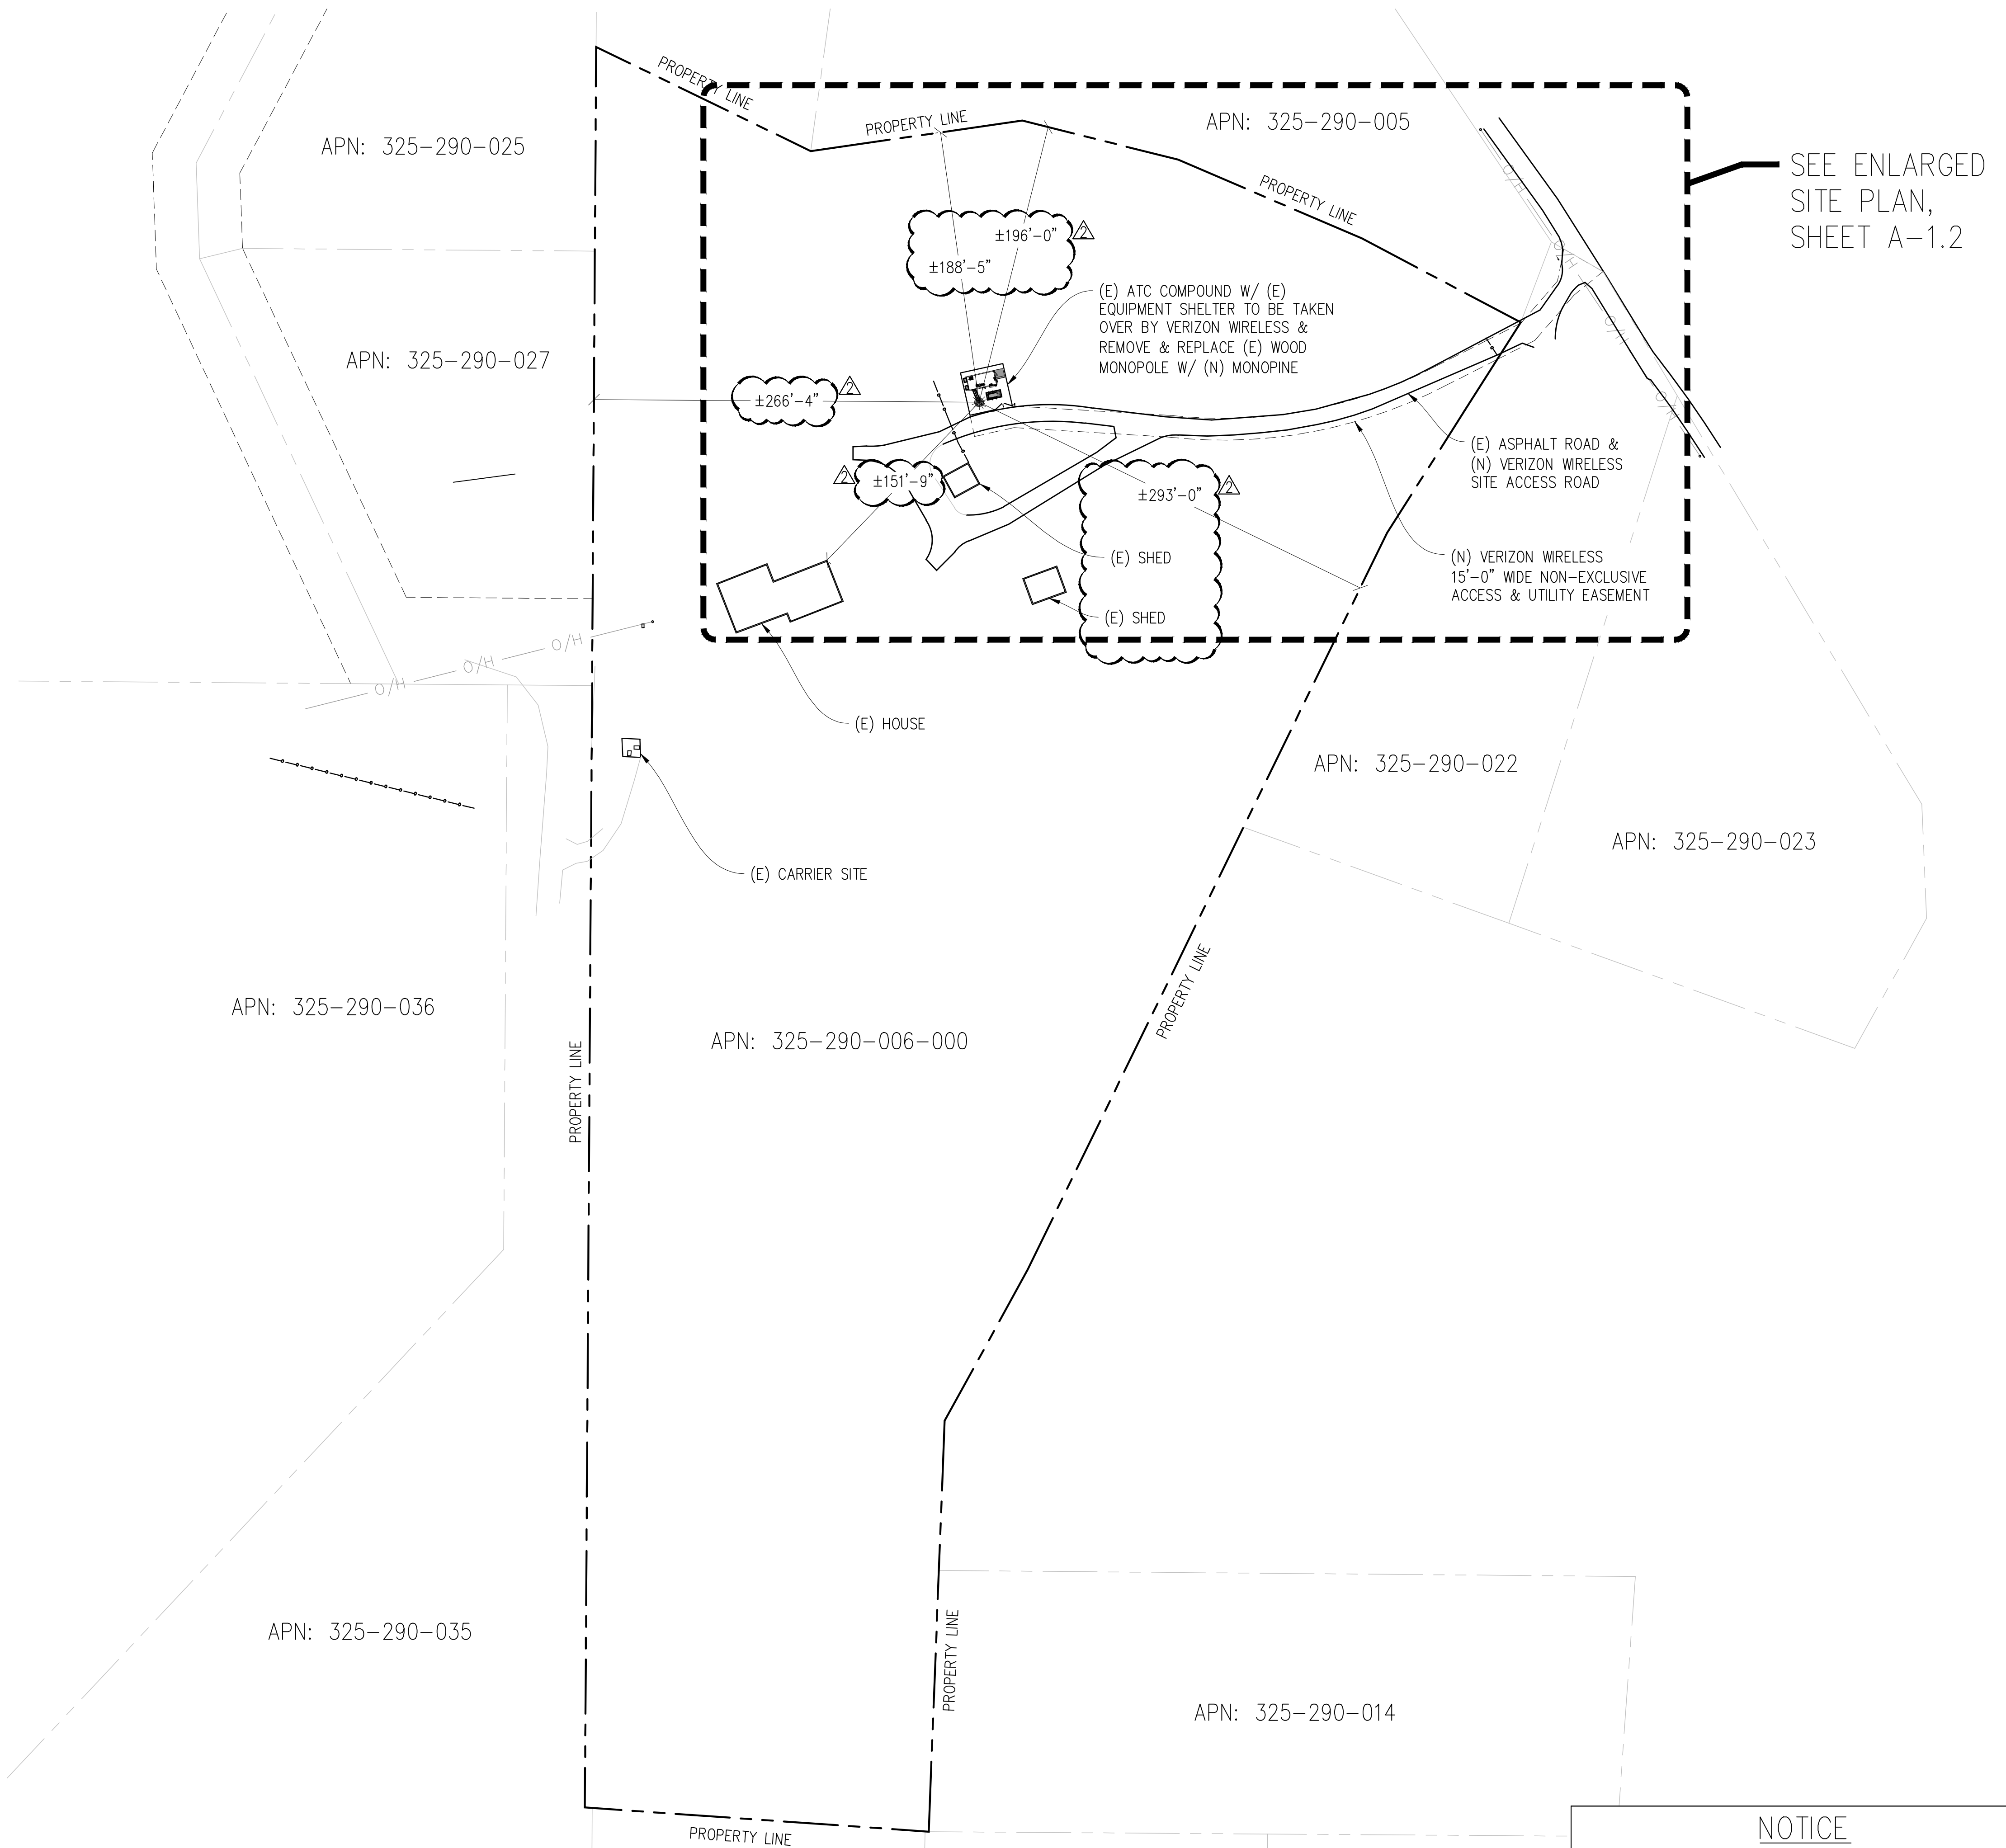 PROPERTY LINE
PROPERTY LINE
APN: 325-290-005
APN: 325-290-025
SEE ENLARGED
SITE PLAN,
SHEET A-1.2
O/H
PROPERTY LINE
±196'-0"
2
±188'-5"
O/H
(E) ATC COMPOUND W/ (E)
EQUIPMENT SHELTER TO BE TAKEN
OVER BY VERIZON WIRELESS &
REMOVE & REPLACE (E) WOOD
MONOPOLE W/ (N) MONOPINE
O/H
APN: 325-290-027
±266'-4"
2
O/H
(E) ASPHALT ROAD &
(N) VERIZON WIRELESS
SITE ACCESS ROAD
2
±151'-9"
±293'-0"
2
(E) SHED
(N) VERIZON WIRELESS
15'-0" WIDE NON-EXCLUSIVE
ACCESS & UTILITY EASEMENT
(E) SHED
O/H
O/H
O/H
(E) HOUSE
APN: 325-290-022
APN: 325-290-023
(E) CARRIER SITE
PROPERTY LINE
APN: 325-290-036
APN: 325-290-006-000
PROPERTY LINE
APN: 325-290-035
PROPERTY LINE
APN: 325-290-014
NOTICE
PROPERTY LINE